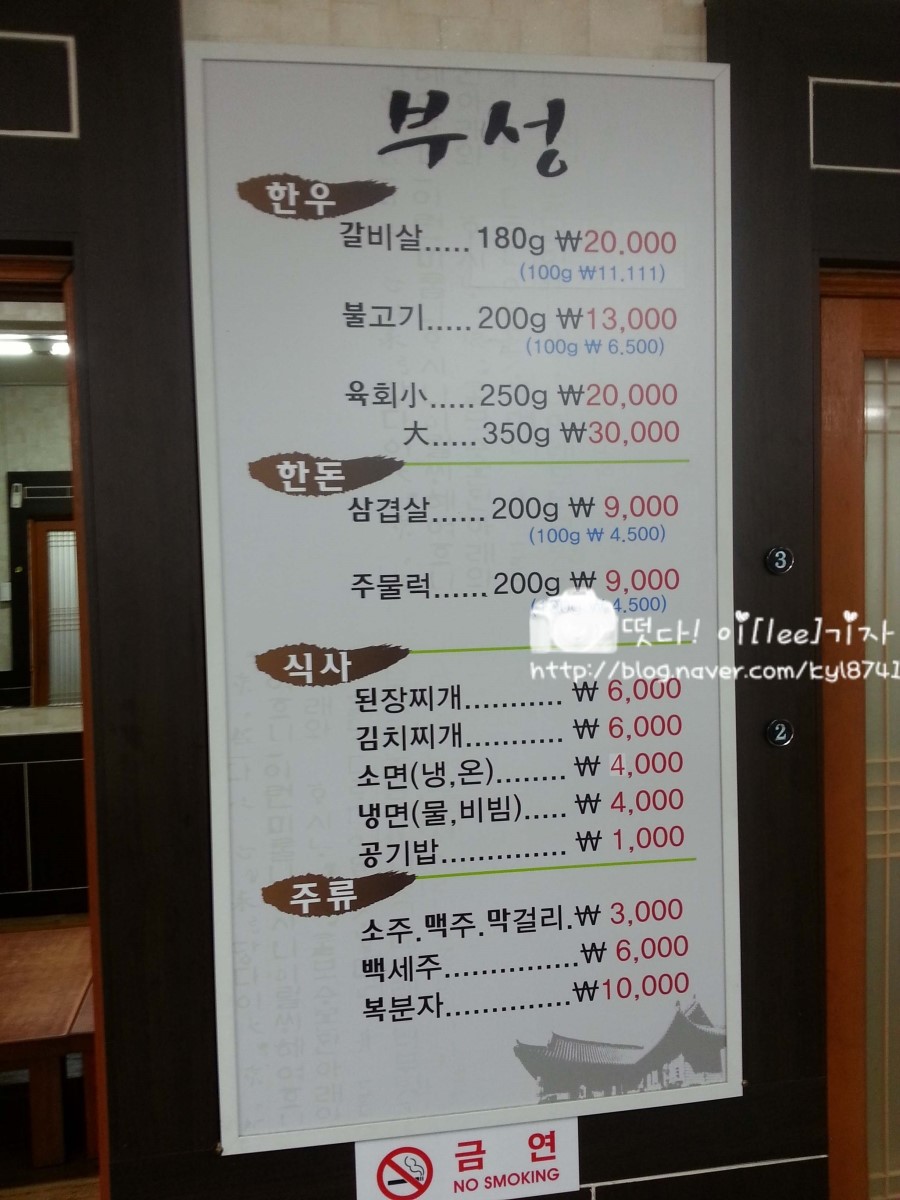 부성
한우
갈비살..... 180g ₩20.000
(100g ₩11.111)
불고기..... 200g ₩13,000
(100g ₩ 6.500)
육회小..... 250g ₩20,000
大..... 350g ₩30,000
한돈
삼겹살...... 200g ₩ 9,000
(100g ₩ 4.500)
주물럭...... 200g ₩ 9,000
4.500)
떳다! 이[lee]기자
http://blog.naver.com/kyl8741
식사
된장찌개........... ₩ 6,000
김치찌개........... ₩ 6,000
소면(냉,온)........ ₩ 4,000
냉면(물,비빔)..... ₩ 4,000
공기밥.............. ₩ 1,000
주류
소주.맥주.막걸리.₩ 3,000
백세주...............₩ 6,000
복분자..............₩10,000
3
2
금 연
NO SMOKING